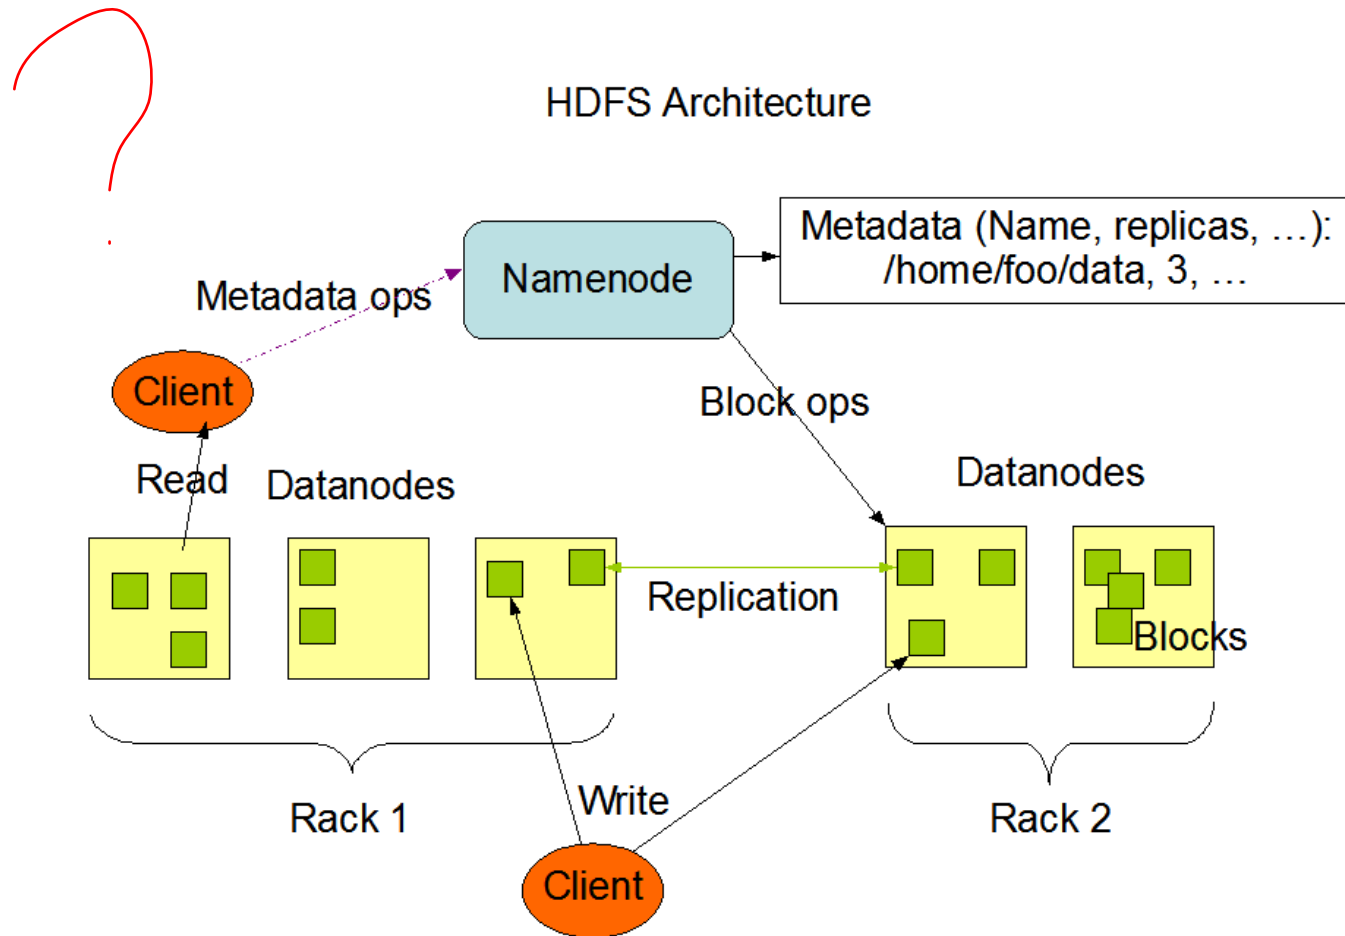 HDFS Architecture
Metadata (Name, replicas, …):
/home/foo/data, 3, …
Namenode
Metadata ops
Client
Block ops
Read
Datanodes
Datanodes
Replication
Blocks
Write
Rack 1
Rack 2
Client